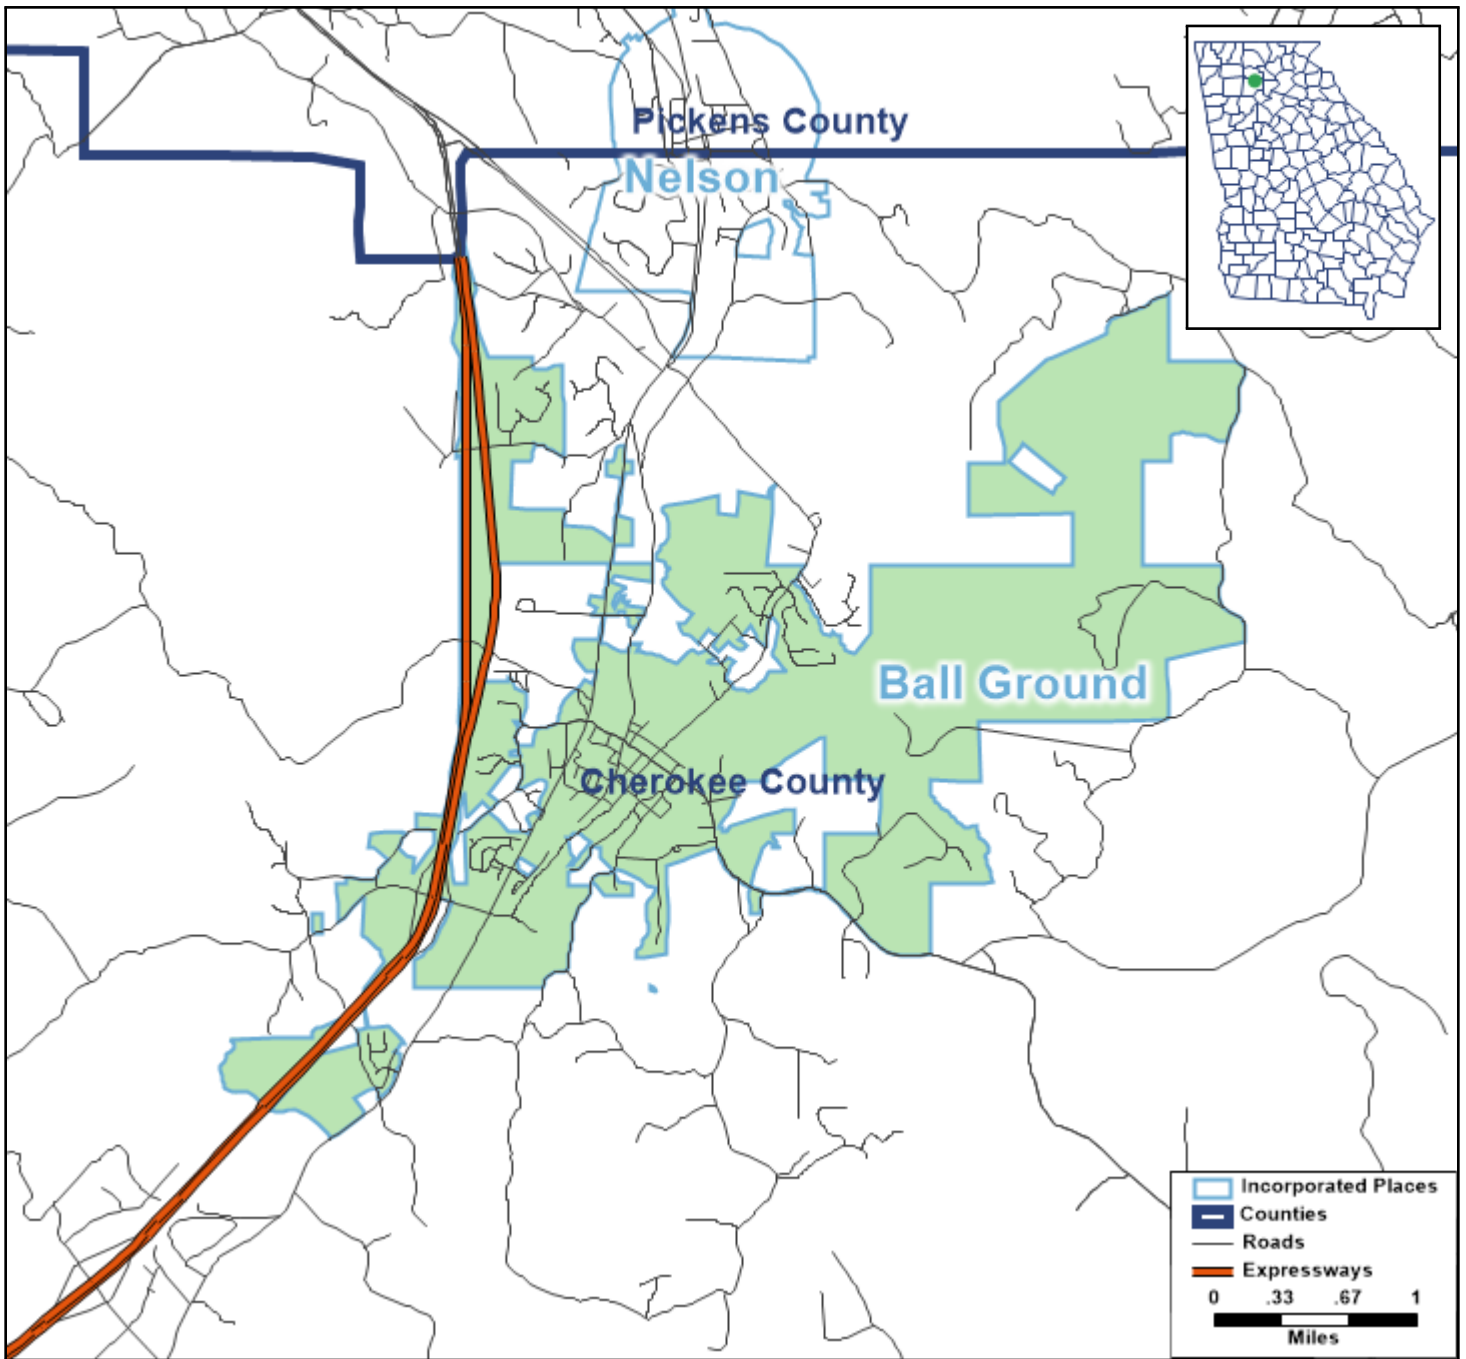 Pickens County
Nelson
Ball Ground
Cherokee County
Incorporated Places
Counties
Roads
Expressways
0 .33 .67 1
Miles